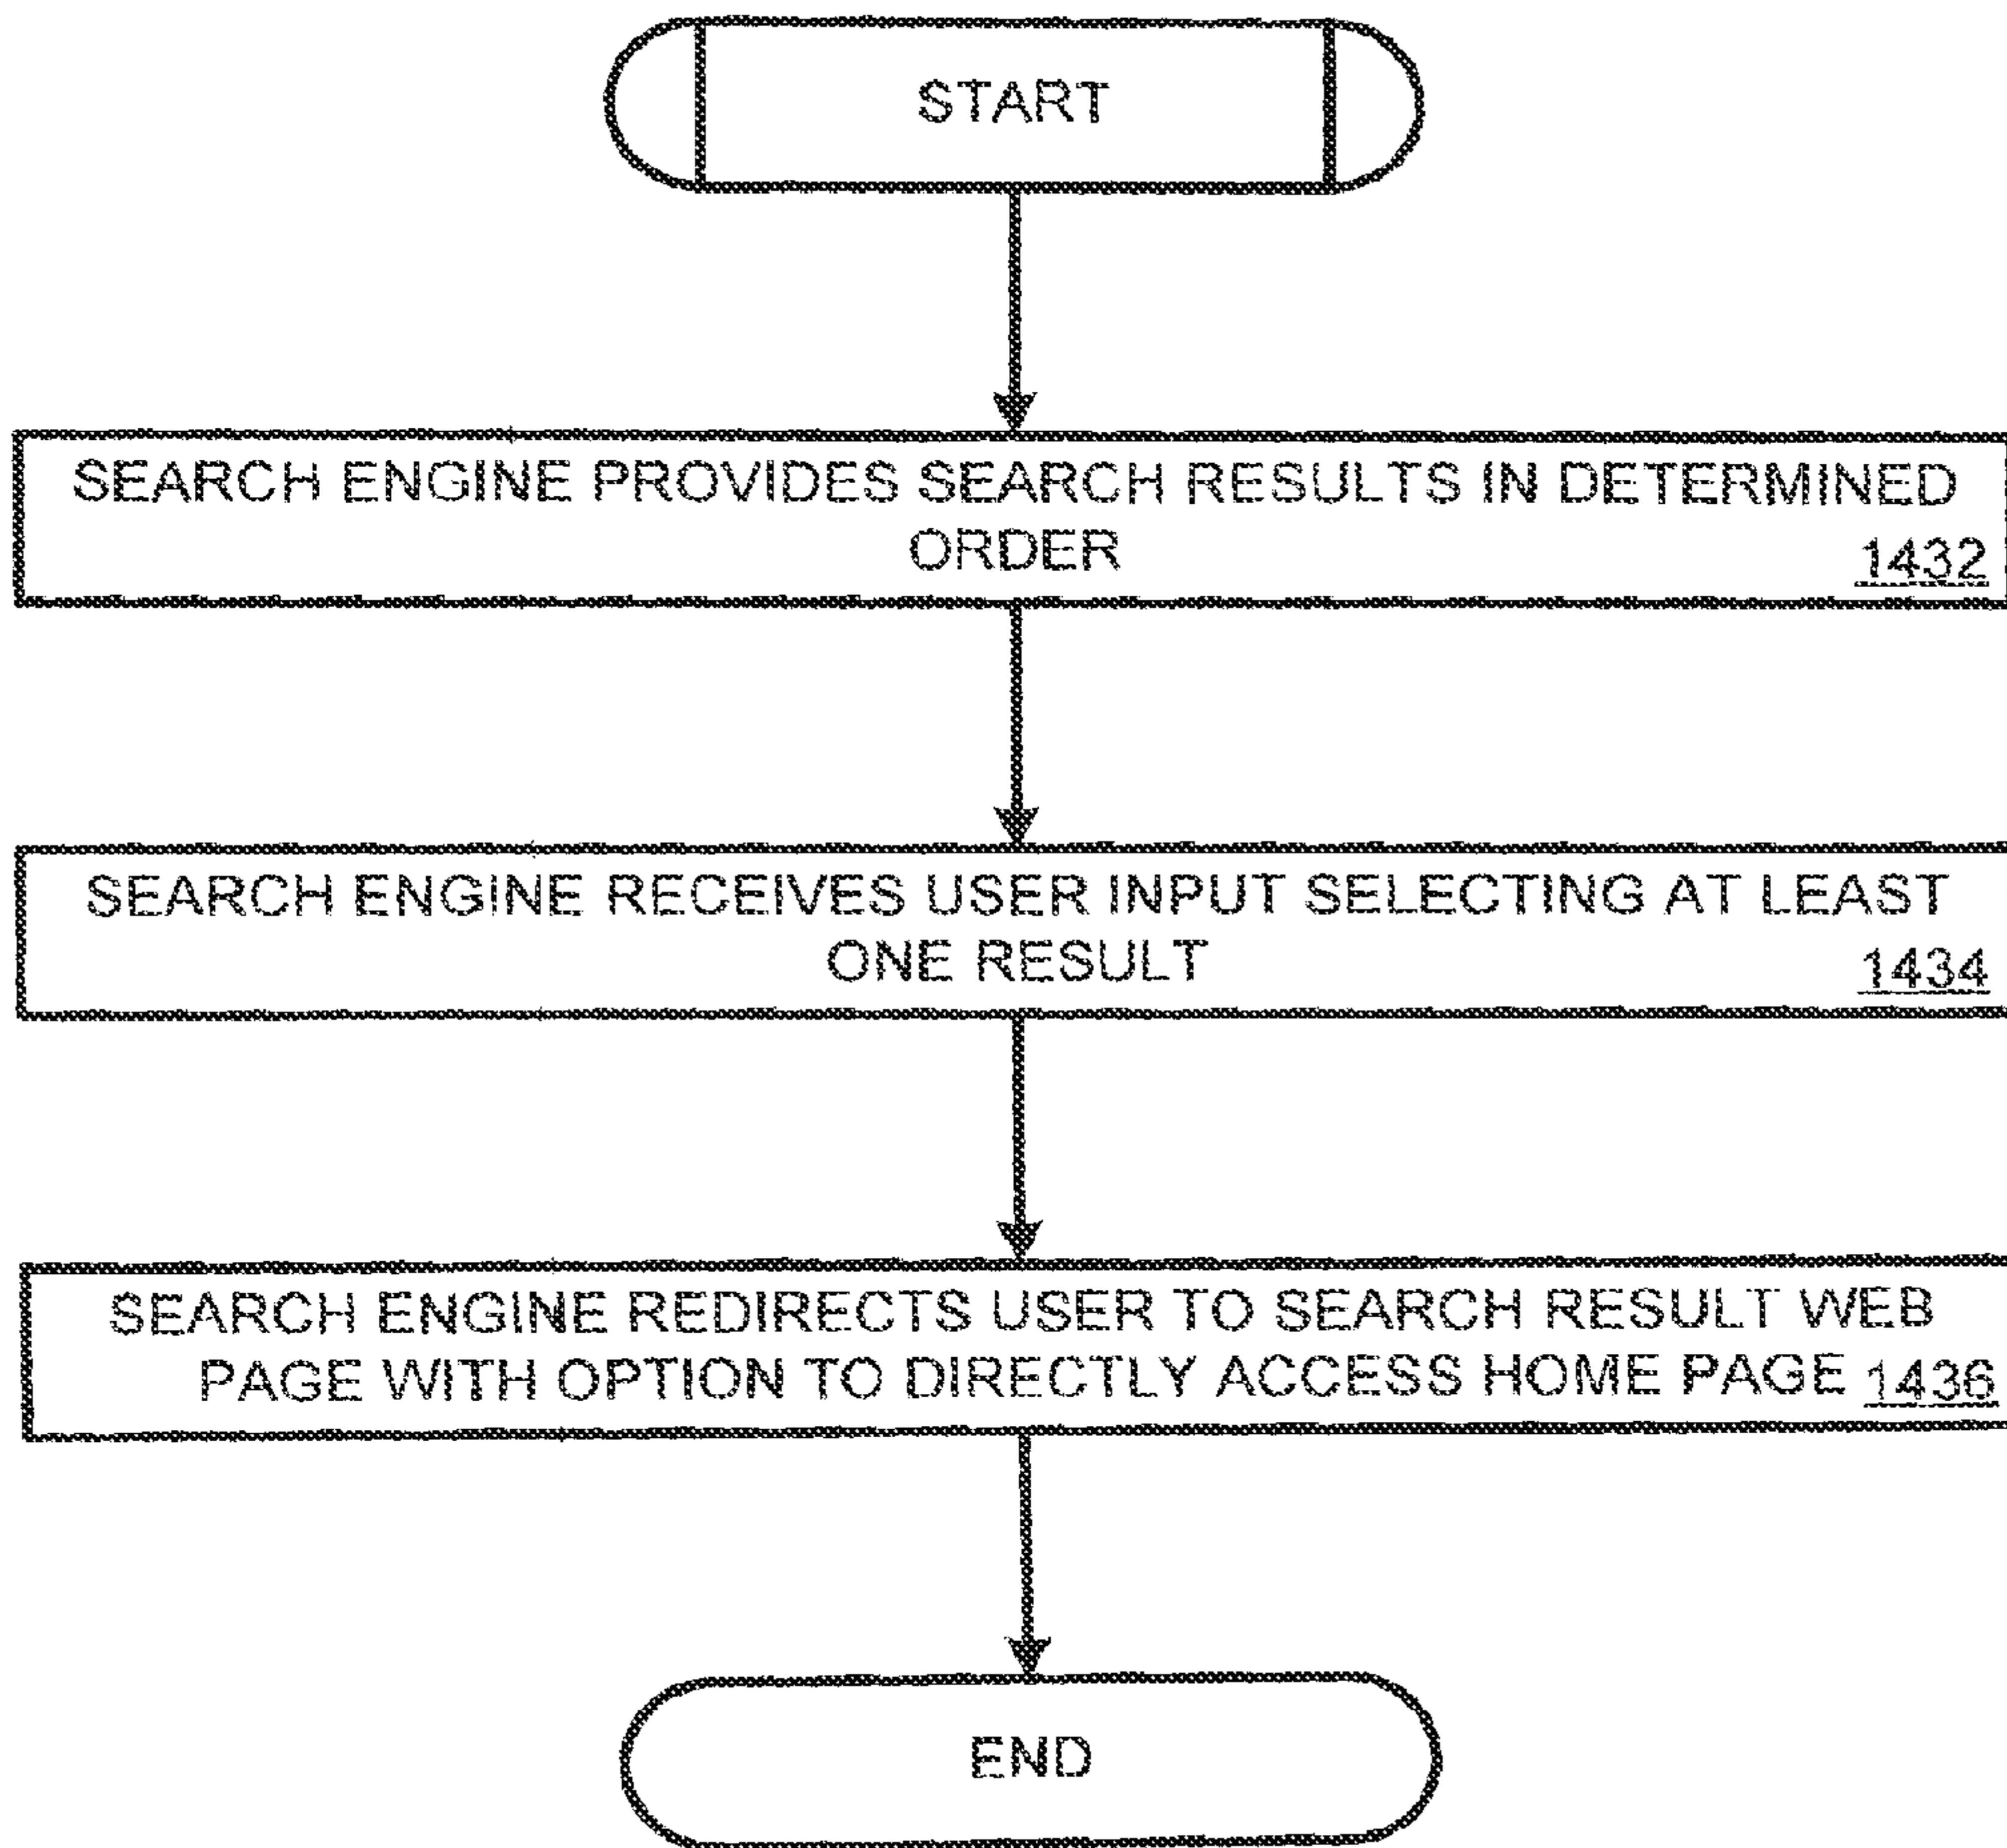 START
SEARCH ENGINE PROVIDES SEARCH RESULTS IN DETERMINED
ORDER
1432
SEARCH ENGINE RECEIVES USER INPUT SELECTING AT LEAST
ONE RESULT
1434
SEARCH ENGINE REDIRECTS USER TO SEARCH RESULT WEB
PAGE WITH OPTION TO DIRECTLY ACCESS HOME PAGE 1436
END